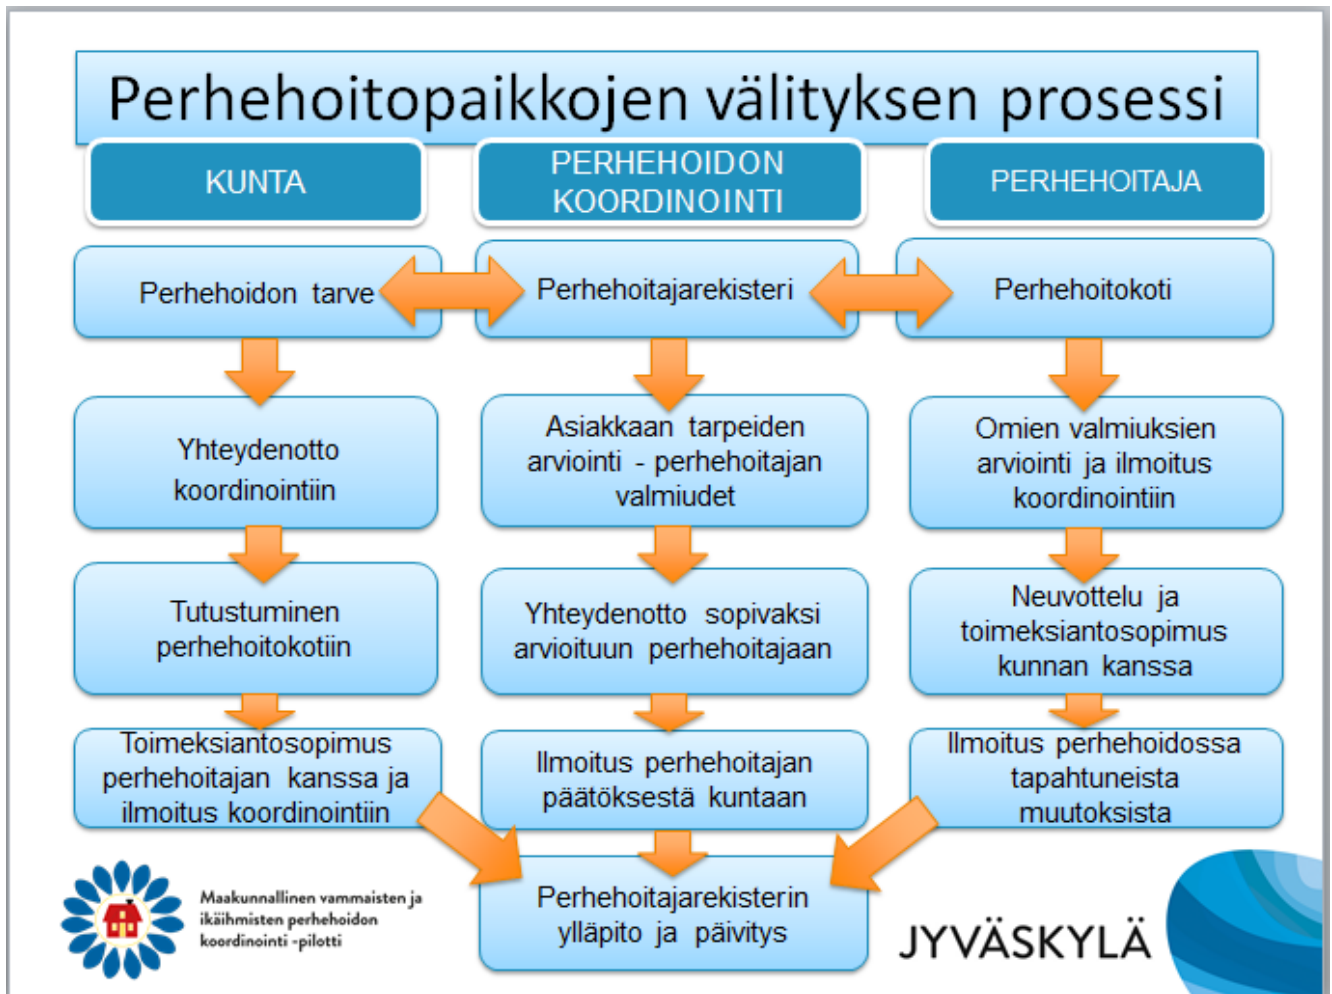 Perhehoitopaikkojen välityksen prosessi
KUNTA
PERHEHOIDON
KOORDINOINTI
PERHEHOITAJA
Perhehoidon tarve
Perhehoitajarekisteri
Perhehoitokoti
Yhteydenotto
koordinointiin
Asiakkaan tarpeiden
arviointi - perhehoitajan
valmiudet
Omien valmiuksien
arviointi ja ilmoitus
koordinointiin
Tutustuminen
perhehoitokotiin
Yhteydenotto sopivaksi
arvioituun perhehoitajaan
Neuvottelu ja
toimeksiantosopimus
kunnan kanssa
Toimeksiantosopimus
perhehoitajan kanssa ja
ilmoitus koordinointiin
Ilmoitus perhehoitajan
päätöksestä kuntaan
Ilmoitus perhehoidossa
tapahtuneista
muutoksista
Perhehoitajarekisterin
ylläpito ja päivitys
Maakunnallinen vammaisten ja
ikäihmisten perhehoidon
koordinointi -pilotti
JYVÄSKYLÄ